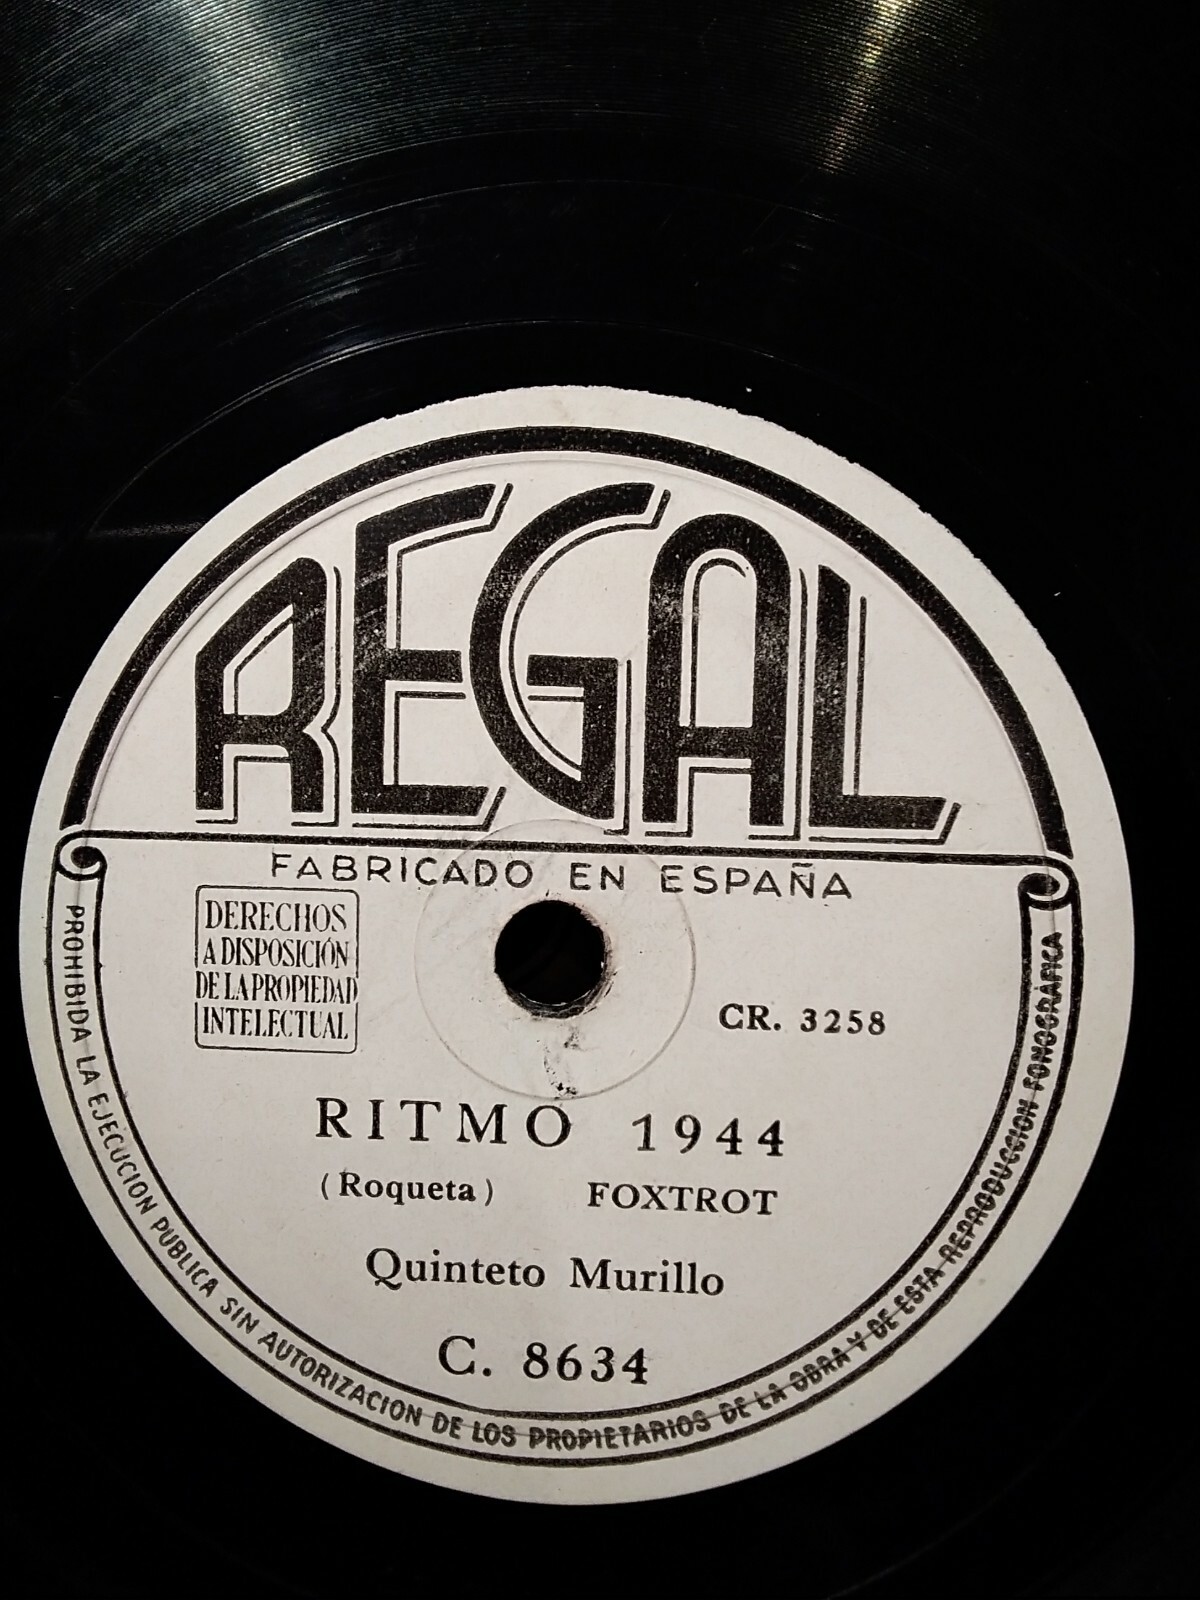 REGAL
FABRICADO EN ESPAÑA
DERECHOS
A DISPOSICIÓN
DE LA PROPIEDAD
INTELECTUAL
CR. 3258
RITMO 1944
(Roqueta) FOXTROT
Quinteto Murillo
C. 8634
PROHIBIDA LA EJECUCION PUBLICA SIN AUTORIZACION DE LOS PROPIETARIOS DE LA OBRA Y DE ESTA REPRODUCCION FONOGRÁFICA